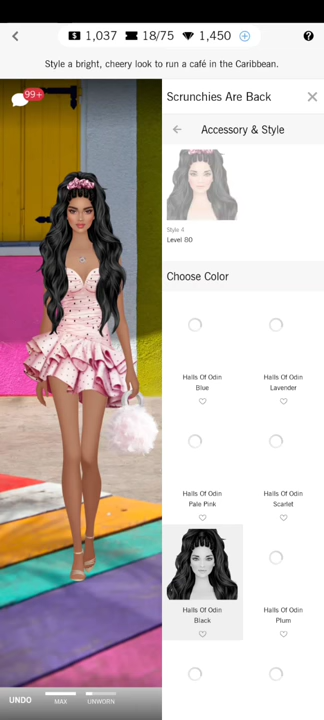 1,037
18/75
1,450
Style a bright, cheery look to run a café in the Caribbean.
99+
Scrunchies Are Back
Accessory & Style
Style 4
Level 80
Choose Color
Halls Of Odin
Blue
Halls Of Odin
Lavender
Halls Of Odin
Pale Pink
Halls Of Odin
Scarlet
Halls Of Odin
Black
Halls Of Odin
Plum
UNDO
MAX
UNWORN